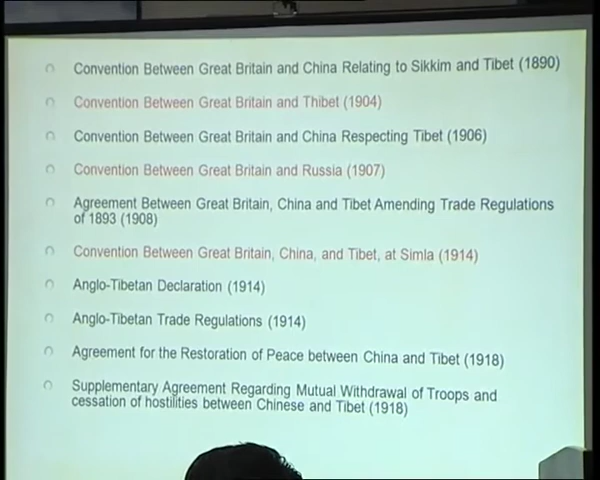 Convention Between Great Britain and China Relating to Sikkim and Tibet (1890)
Convention Between Great Britain and Thibet (1904)
Convention Between Great Britain and China Respecting Tibet (1906)
Convention Between Great Britain and Russia (1907)
Agreement Between Great Britain, China and Tibet Amending Trade Regulations
of 1893 (1908)
Convention Between Great Britain, China, and Tibet, at Simla (1914)
Anglo-Tibetan Declaration (1914)
Anglo-Tibetan Trade Regulations (1914)
Agreement for the Restoration of Peace between China and Tibet (1918)
Supplementary Agreement Regarding Mutual Withdrawal of Troops and
cessation of hostilities between Chinese and Tibet (1918)